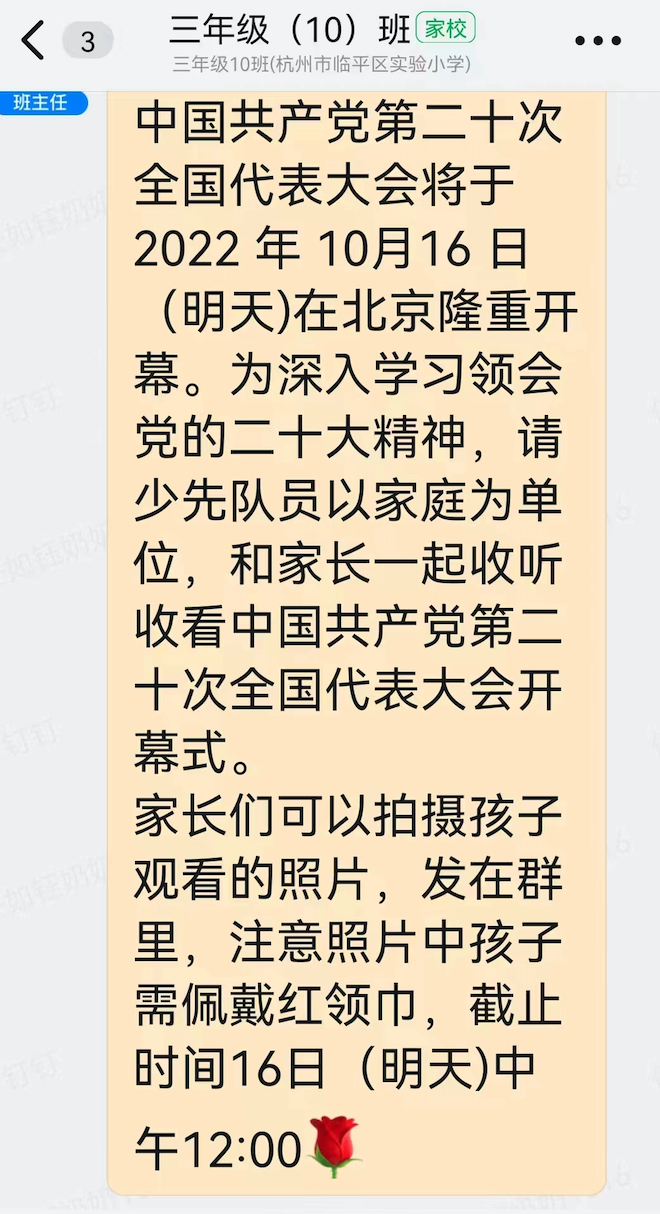 3
三年级（10）班 家校
三年级10班(杭州市临平区实验小学)
班主任
中国共产党第二十次
全国代表大会将于
2022 年 10月16 日
（明天)在北京隆重开
幕。为深入学习领会
党的二十大精神，请
少先队员以家庭为单
位，和家长一起收听
收看中国共产党第二
十次全国代表大会开
幕式。
家长们可以拍摄孩子
观看的照片，发在群
里，注意照片中孩子
需佩戴红领巾，截止
时间16日（明天)中
午12:00